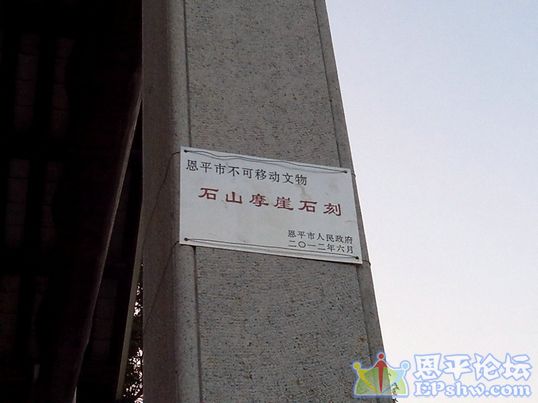 恩平市不可移动文物
石山摩崖石刻
恩平市人民政府
二〇一二年六月
恩平论坛
EPshw.com